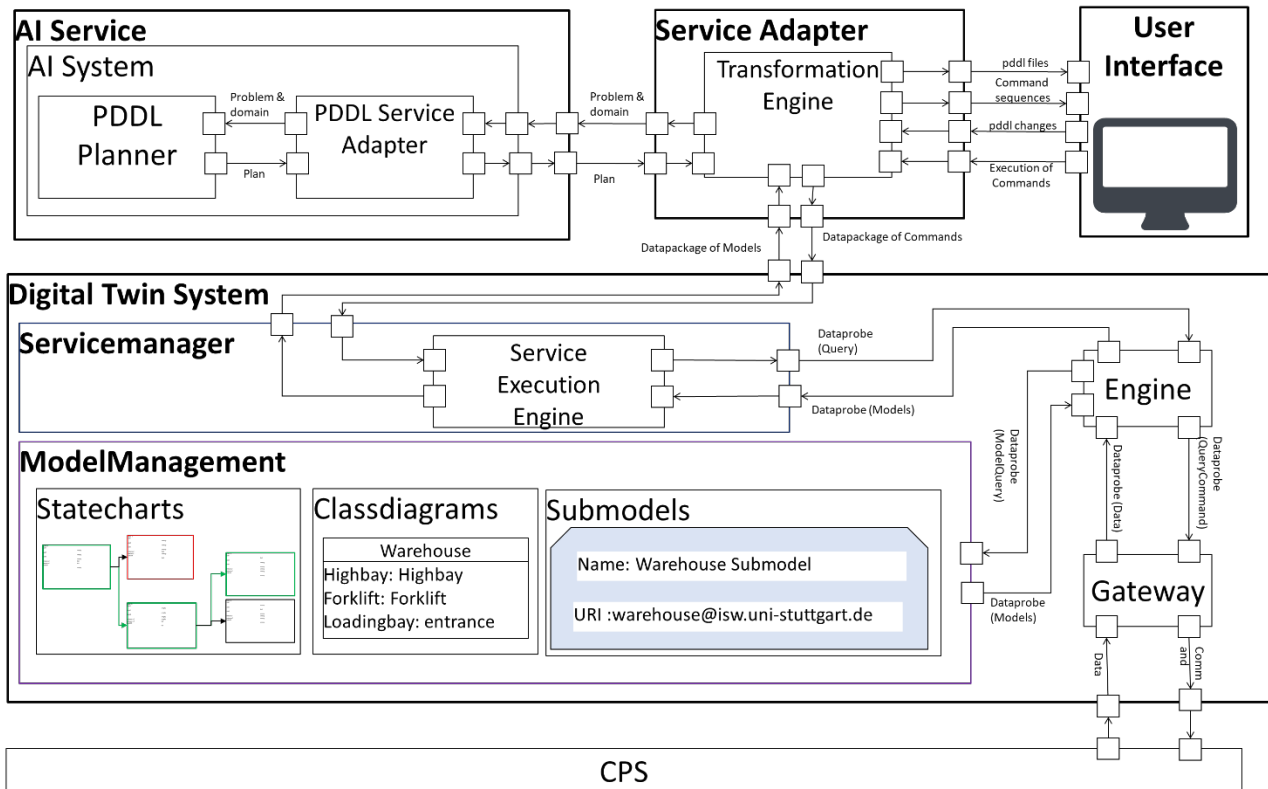 AI Service
AI System
PDDL
Planner
Problem &
domain
Plan
PDDL Service
Adapter
Problem &
domain
Plan
Service Adapter
Transformation
Engine
pddl files
Command
sequences
pddl changes
Execution of
Commands
User
Interface
Datapackage of Models
Datapackage of Commands
Digital Twin System
Servicemanager
Service
Execution
Engine
Dataprobe
(Query)
Dataprobe (Models)
Engine
Dataprobe
(ModelQuery)
Dataprobe (Data)
Dataprobe
(QueryCommand)
ModelManagement
Statecharts
Classdiagrams
Warehouse
Highbay: Highbay
Forklift: Forklift
Loadingbay: entrance
Submodels
Name: Warehouse Submodel
URI :warehouse@isw.uni-stuttgart.de
Dataprobe
(Models)
Gateway
Data
Comm
and
CPS